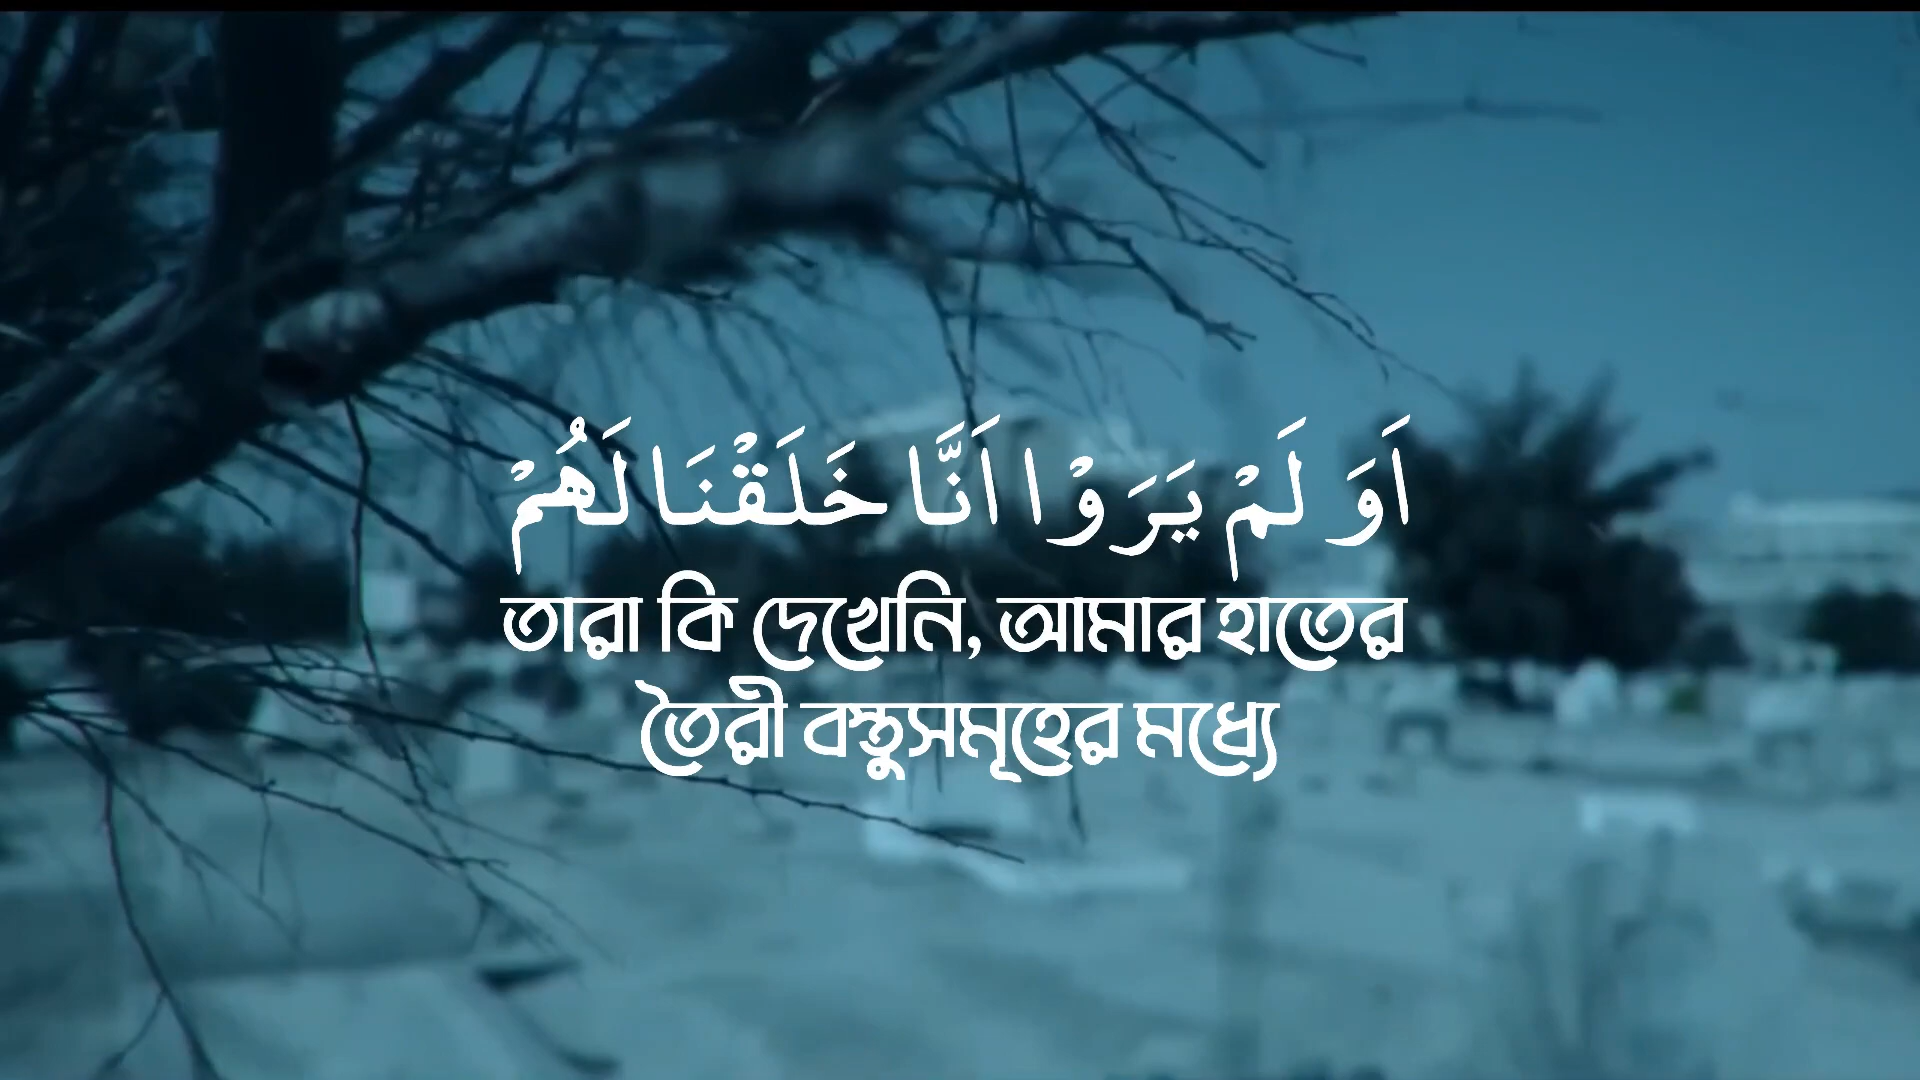 اَوَ لَمْ يَرَوْا اَنَّا خَلَقْنَا لَهُمْ
তারা কি দেখেনি, আমার হাতের
তৈরী বস্তুসমূহের মধ্যে